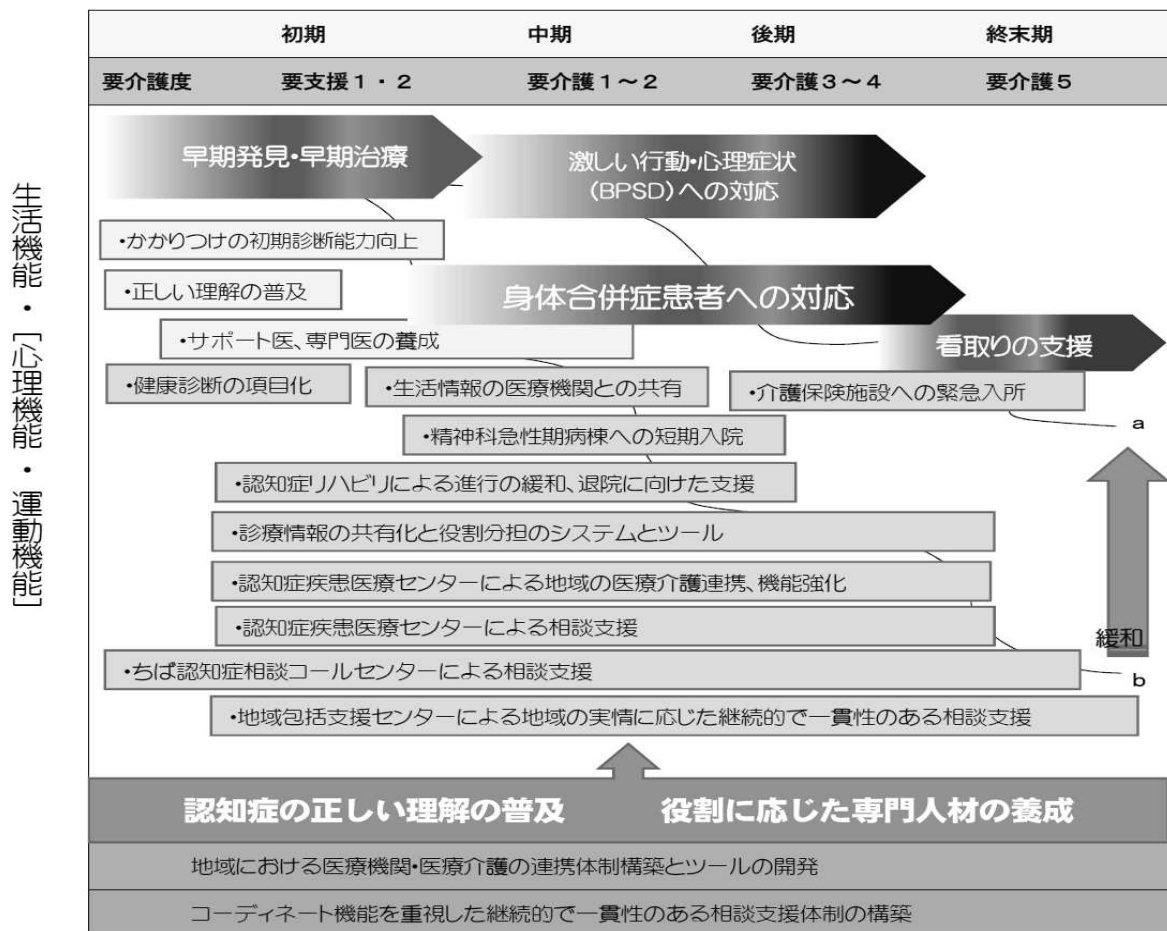 初期 中期 後期 終末期
要介護度 要支援1・2 要介護1～2 要介護3～4 要介護5
生活機能・[心理機能・運動機能]
早期発見・早期治療
激しい行動・心理症状
(BPSD)への対応
・かかりつけの初期診断能力向上
・正しい理解の普及
身体合併症患者への対応
・サポート医、専門医の養成
看取りの支援
・健康診断の項目化
・生活情報の医療機関との共有
・介護保険施設への緊急入所
a
・精神科急性期病棟への短期入院
・認知症リハビリによる進行の緩和、退院に向けた支援
・診療情報の共有化と役割分担のシステムとツール
・認知症疾患医療センターによる地域の医療介護連携、機能強化
・認知症疾患医療センターによる相談支援
緩和
・ちば認知症相談コールセンターによる相談支援
b
・地域包括支援センターによる地域の実情に応じた継続的で一貫性のある相談支援
認知症の正しい理解の普及 役割に応じた専門人材の養成
地域における医療機関・医療介護の連携体制構築とツールの開発
コーディネート機能を重視した継続的で一貫性のある相談支援体制の構築